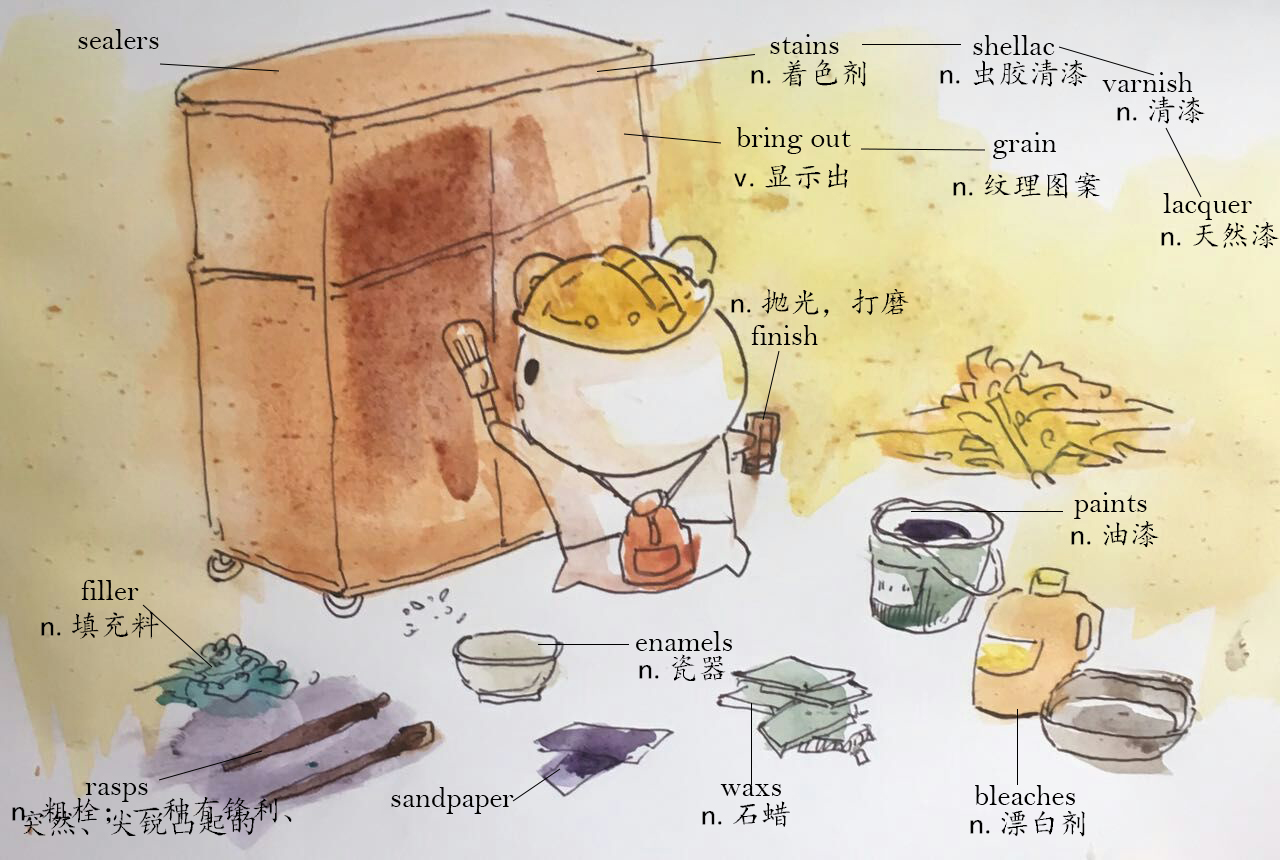 sealers
stains
n. 着色剂
shellac
n. 虫胶清漆
varnish
n. 清漆
bring out
v. 显示出
grain
n. 纹理图案
lacquer
n. 天然漆
n. 抛光，打磨
finish
paints
n. 油漆
filler
n. 填充料
enamels
n. 瓷器
rasps
n. 粗栓；一种有锋利、
突然、尖锐凸起的
sandpaper
waxs
n. 石蜡
bleaches
n. 漂白剂